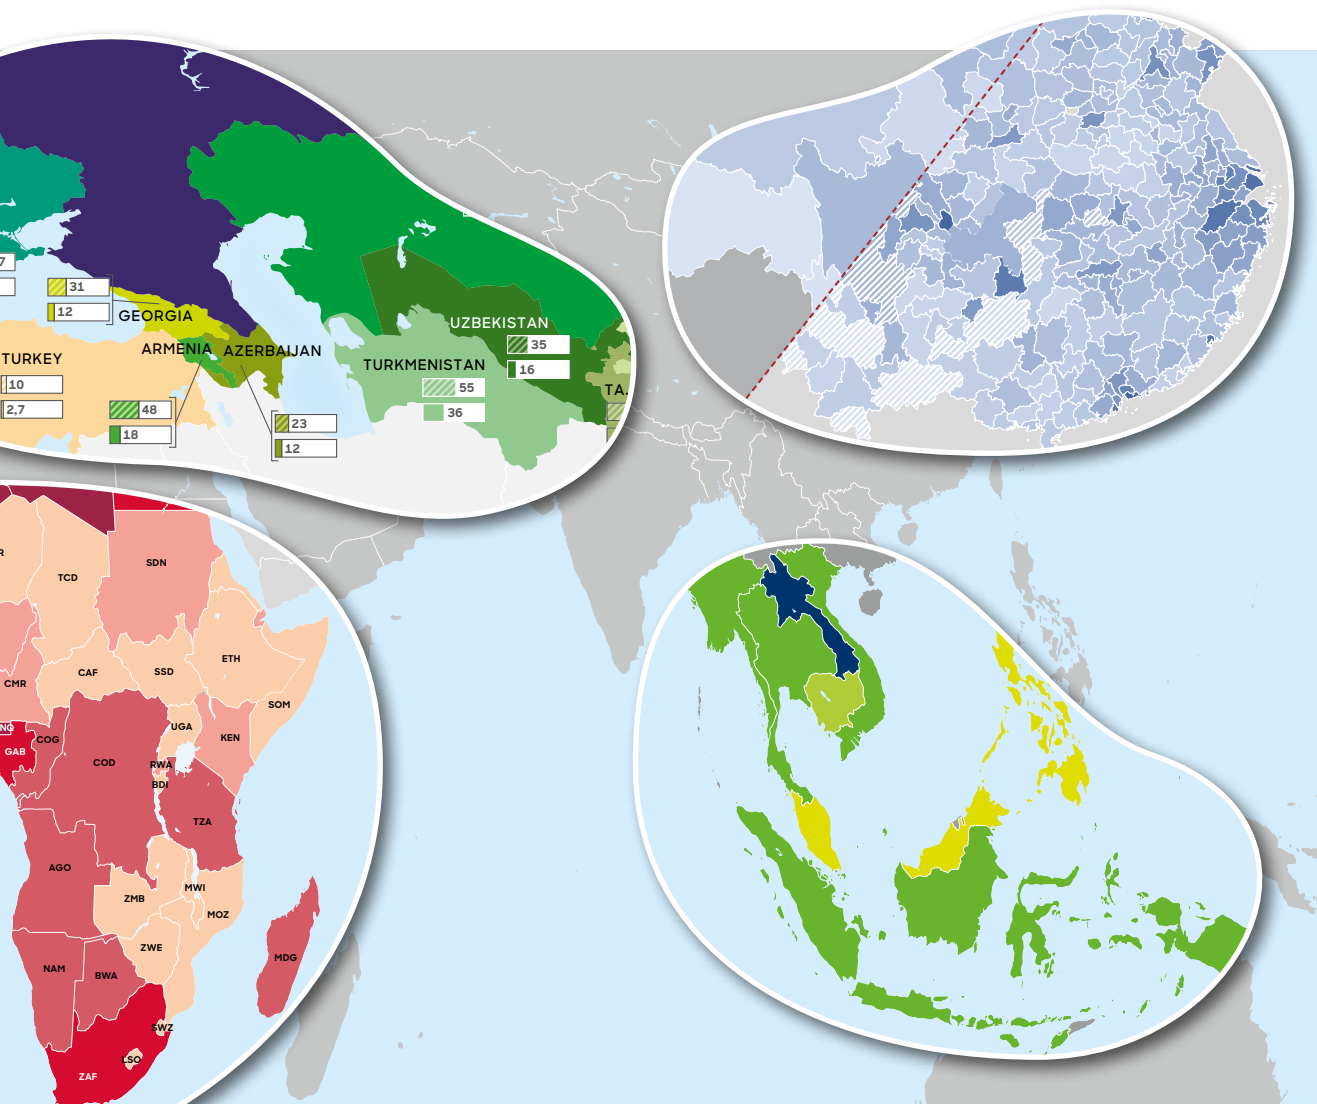 7
31
12
GEORGIA
ARMENIA
AZERBAIJAN
TURKEY
10
2,7
48
18
23
12
UZBEKISTAN
35
16
TURKMENISTAN
55
36
TA
R
TCD
SDN
CMR
CAF
SSD
ETH
SOM
NQ
GAB
COG
UGA
KEN
COD
RWA
BDI
TZA
AGO
ZMB
MWI
MOZ
ZWE
NAM
BWA
MDG
SWZ
LSO
ZAF